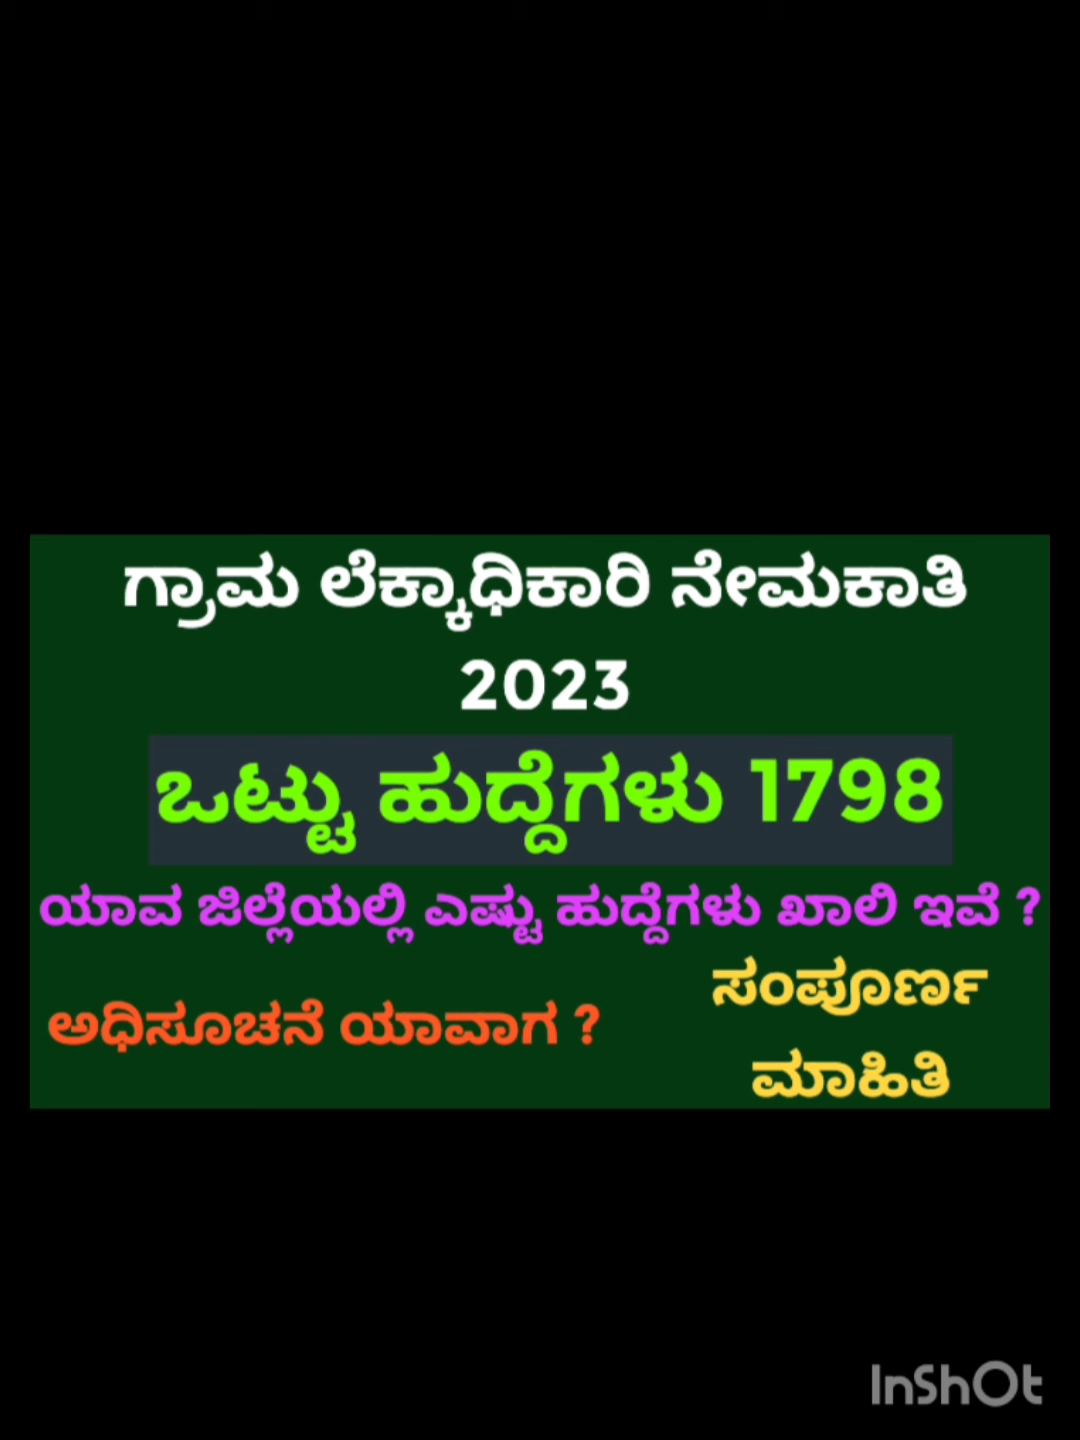 ಗ್ರಾಮ ಲೆಕ್ಕಾಧಿಕಾರಿ ನೇಮಕಾತಿ
2023
ಒಟ್ಟು ಹುದ್ದೆಗಳು 1798
ಯಾವ ಜಿಲ್ಲೆಯಲ್ಲಿ ಎಷ್ಟು ಹುದ್ದೆಗಳು ಖಾಲಿ ಇವೆ ?
ಅಧಿಸೂಚನೆ ಯಾವಾಗ ?
ಸಂಪೂರ್ಣ
ಮಾಹಿತಿ
InShOt